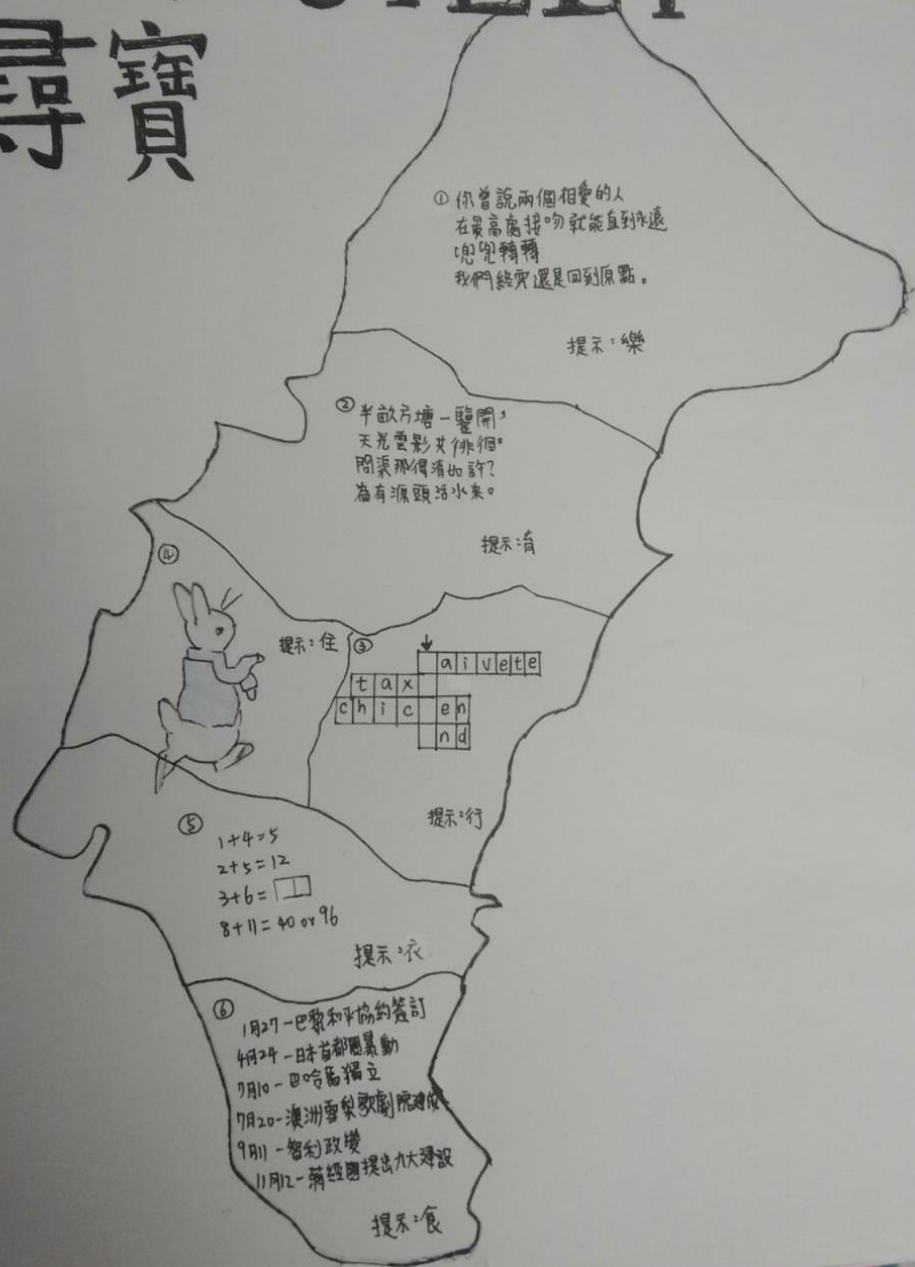 尋寶
① 你曾說兩個相愛的人
在最高處接吻就能直到永遠
兜兜轉轉
我們終究還是回到原點。
提示:樂
② 半畝方塘一鑒開,
天光雲影共徘徊。
問渠那得清如許?
為有源頭活水來。
提示:育
④
提示:住
③
aivete
tax
chic en
nd
提示:行
⑤
1+4=5
2+5=12
3+6=
8+11=40 or 96
提示:衣
⑥
1月27-巴黎和平協約簽訂
4月24-日本首都圈暴動
7月10-巴哈馬獨立
7月20-澳洲雪梨歌劇院建成
9月11-智利政變
11月12-蔣經國提出九大建設
提示:食